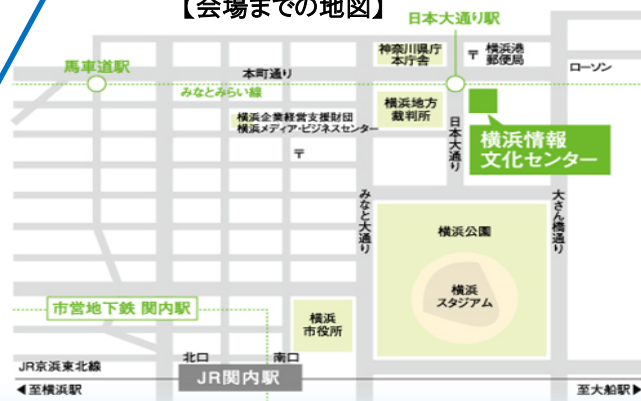 【会場までの地図】
日本大通り駅
神奈川県庁
本庁舎
〒 横浜港
郵便局
馬車道駅
本町通り
ローソン
みなとみらい線
横浜地方
裁判所
横浜企業経営支援財団
横浜メディア・ビジネスセンター
〒
日本大通り
横浜情報
文化センター
みなと大通り
大さん橋通り
横浜公園
横浜
スタジアム
市営地下鉄 関内駅
横浜
市役所
北口
南口
JR京浜東北線
JR関内駅
◀至横浜駅
至大船駅▶